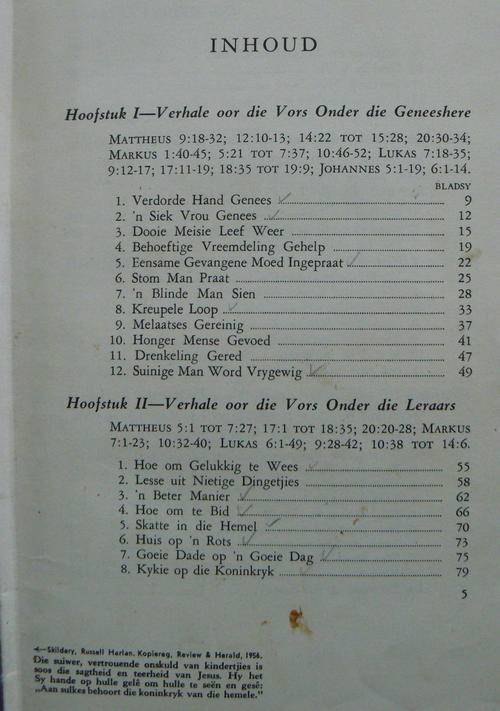 INHOUD
Hoofstuk I—Verhale oor die Vors Onder die Geneeshere
MATTHEUS 9:18-32; 12:10-13; 14:22 TOT 15:28; 20:30-34;
MARKUS 1:40-45; 5:21 TOT 7:37; 10:46-52; LUKAS 7:18-35;
9:12-17; 17:11-19; 18:35 TOT 19:9; JOHANNES 5:1-19; 6:1-14.
BLADSY
1. Verdorde Hand Genees 9
2. 'n Siek Vrou Genees 12
3. Dooie Meisie Leef Weer 15
4. Behoeftige Vreemdeling Gehelp 19
5. Eensame Gevangene Moed Ingepraat 22
6. Stom Man Praat 25
7. 'n Blinde Man Sien 28
8. Kreupele Loop 33
9. Melaatses Gereinig 37
10. Honger Mense Gevoed 41
11. Drenkeling Gered 47
12. Suinige Man Word Vrygewig 49
Hoofstuk II—Verhale oor die Vors Onder die Leraars
MATTHEUS 5:1 TOT 7:27; 17:1 TOT 18:35; 20:20-28; MARKUS
7:1-23; 10:32-40; LUKAS 6:1-49; 9:28-42; 10:38 TOT 14:6.
1. Hoe om Gelukkig te Wees 55
2. Lesse uit Nietige Dingetjies 58
3. 'n Beter Manier 62
4. Hoe om te Bid 66
5. Skatte in die Hemel 70
6. Huis op 'n Rots 73
7. Goeie Dade op 'n Goeie Dag 75
8. Kykie op die Koninkryk 79
5
Skildery, Russell Harlan. Kopiereg, Review & Herald, 1956.
Die suiwer, vertrouende onskuld van kindertjies is
soos die sagtheid en teerheid van Jesus. Hy het
Sy hande op hulle gelê om hulle te seën en gesê:
„Aan sulkes behoort die koninkryk van die hemele."